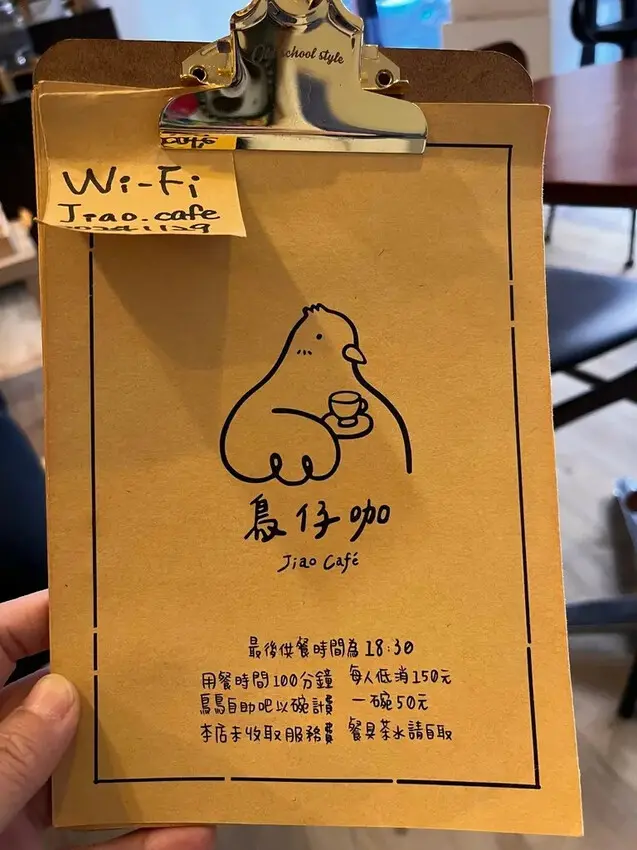 Old school style
Wi-Fi
Jiao.cafe
鳥仔咖
Jiao Café
最後供餐時間為18:30
用餐時間100分鐘 每人低消150元
鳥鳥自助吧以碗計費 一碗50元
本店未收取服務費 餐具茶水請自取